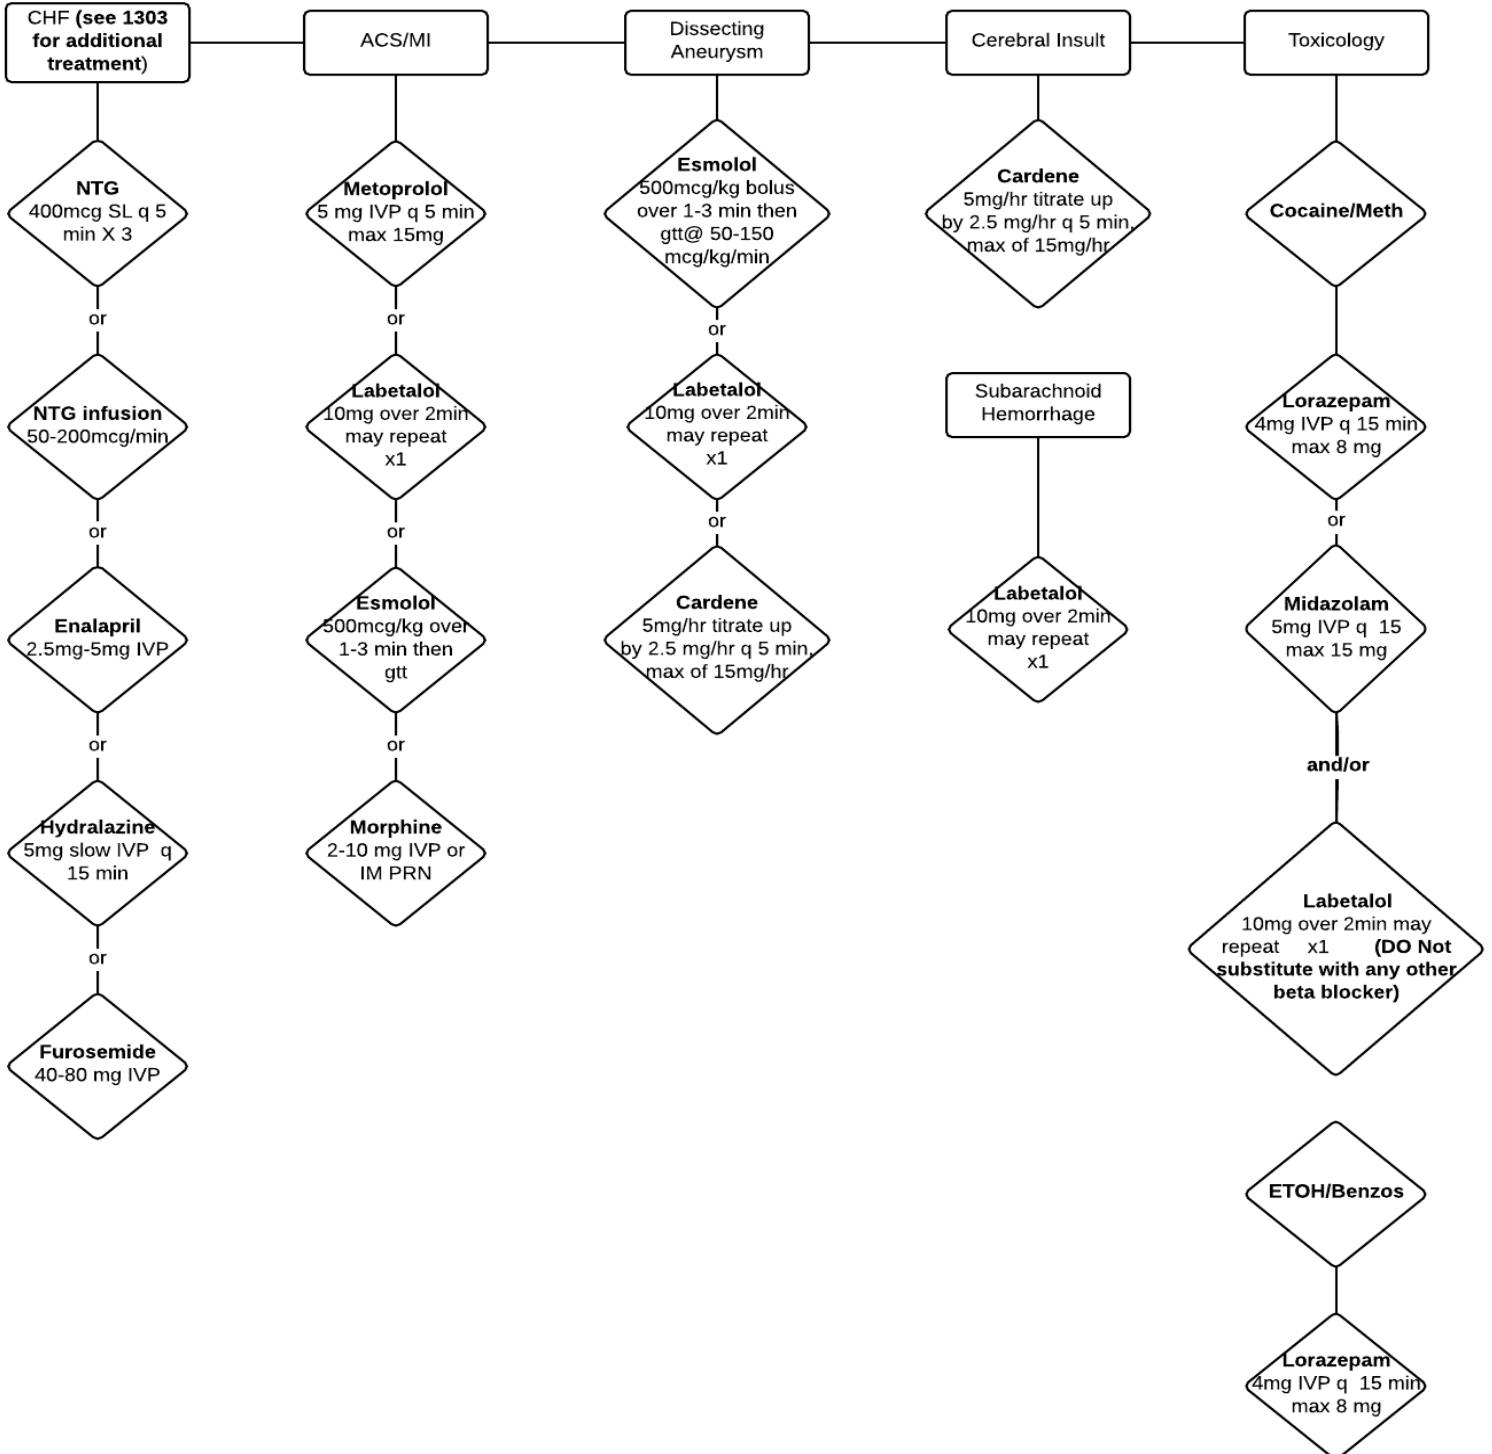 CHF (see 1303
for additional
treatment)
NTG
400mcg SL q 5
min X 3
or
NTG infusion
50-200mcg/min
or
Enalapril
2.5mg-5mg IVP
or
Hydralazine
5mg slow IVP q
15 min
or
Furosemide
40-80 mg IVP
ACS/MI
Metoprolol
5 mg IVP q 5 min
max 15mg
or
Labetalol
10mg over 2min
may repeat
x1
or
Esmolol
500mcg/kg over
1-3 min then
gtt
or
Morphine
2-10 mg IVP or
IM PRN
Dissecting
Aneurysm
Esmolol
500mcg/kg bolus
over 1-3 min then
gtt@ 50-150
mcg/kg/min
or
Labetalol
10mg over 2min
may repeat
x1
or
Cardene
5mg/hr titrate up
by 2.5 mg/hr q 5 min,
max of 15mg/hr
Cerebral Insult
Cardene
5mg/hr titrate up
by 2.5 mg/hr q 5 min,
max of 15mg/hr
Subarachnoid
Hemorrhage
Labetalol
10mg over 2min
may repeat
x1
Toxicology
Cocaine/Meth
Lorazepam
4mg IVP q 15 min
max 8 mg
or
Midazolam
5mg IVP q 15
max 15 mg
and/or
Labetalol
10mg over 2min may
repeat x1 (DO Not
substitute with any other
beta blocker)
ETOH/Benzos
Lorazepam
4mg IVP q 15 min
max 8 mg